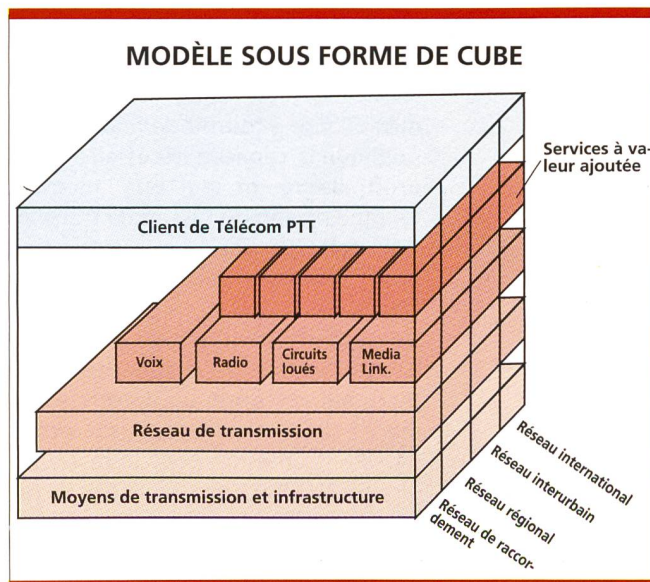 MODÈLE SOUS FORME DE CUBE
Services à va-
leur ajoutée
Client de Télécom PTT
Voix
Radio
Circuits
loués
Media
Link.
Réseau de transmission
Moyens de transmission et infrastructure
Réseau international
Réseau interurbain
Réseau régional
Réseau de raccor-
dement